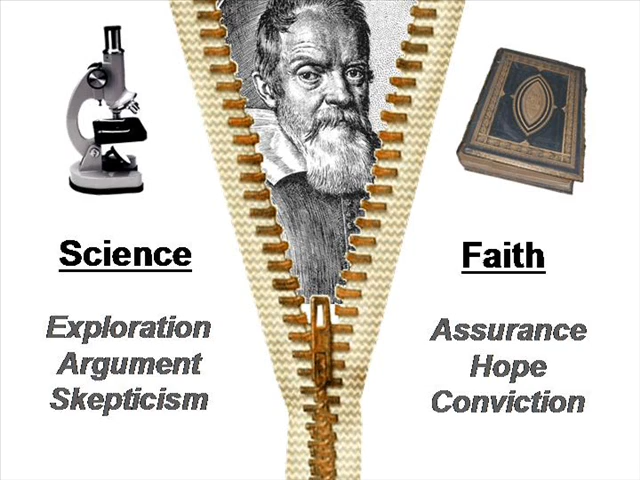 Science
Exploration
Argument
Skepticism
Faith
Assurance
Hope
Conviction